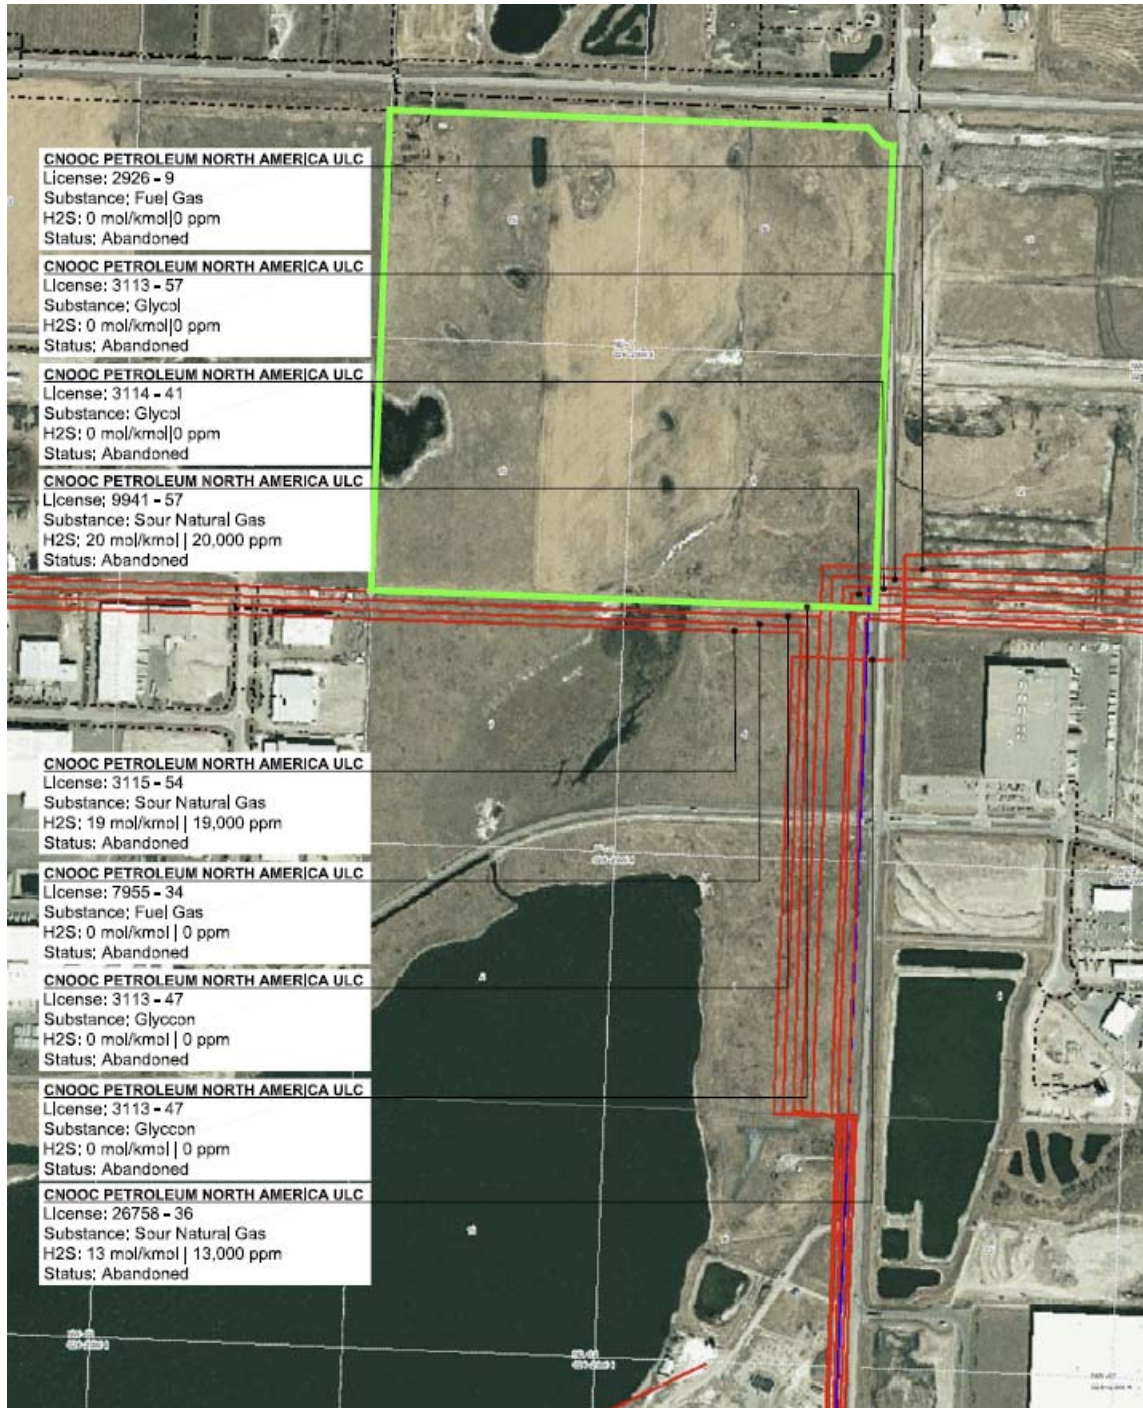 CNOOC PETROLEUM NORTH AMERICA ULC
License: 2926 - 9
Substance: Fuel Gas
H2S: 0 mol/kmol|0 ppm
Status: Abandoned
CNOOC PETROLEUM NORTH AMERICA ULC
License: 3113 - 57
Substance: Glycol
H2S: 0 mol/kmol|0 ppm
Status: Abandoned
CNOOC PETROLEUM NORTH AMERICA ULC
License: 3114 - 41
Substance: Glycol
H2S: 0 mol/kmol|0 ppm
Status: Abandoned
CNOOC PETROLEUM NORTH AMERICA ULC
License: 9941 - 57
Substance: Sour Natural Gas
H2S: 20 mol/kmol | 20,000 ppm
Status: Abandoned
CNOOC PETROLEUM NORTH AMERICA ULC
License: 3115 - 54
Substance: Sour Natural Gas
H2S: 19 mol/kmol | 19,000 ppm
Status: Abandoned
CNOOC PETROLEUM NORTH AMERICA ULC
License: 7955 - 34
Substance: Fuel Gas
H2S: 0 mol/kmol | 0 ppm
Status: Abandoned
CNOOC PETROLEUM NORTH AMERICA ULC
License: 3113 - 47
Substance: Glyccon
H2S: 0 mol/kmol | 0 ppm
Status: Abandoned
CNOOC PETROLEUM NORTH AMERICA ULC
License: 3113 - 47
Substance: Glyccon
H2S: 0 mol/kmol | 0 ppm
Status: Abandoned
CNOOC PETROLEUM NORTH AMERICA ULC
License: 26758 - 36
Substance: Sour Natural Gas
H2S: 13 mol/kmol | 13,000 ppm
Status: Abandoned